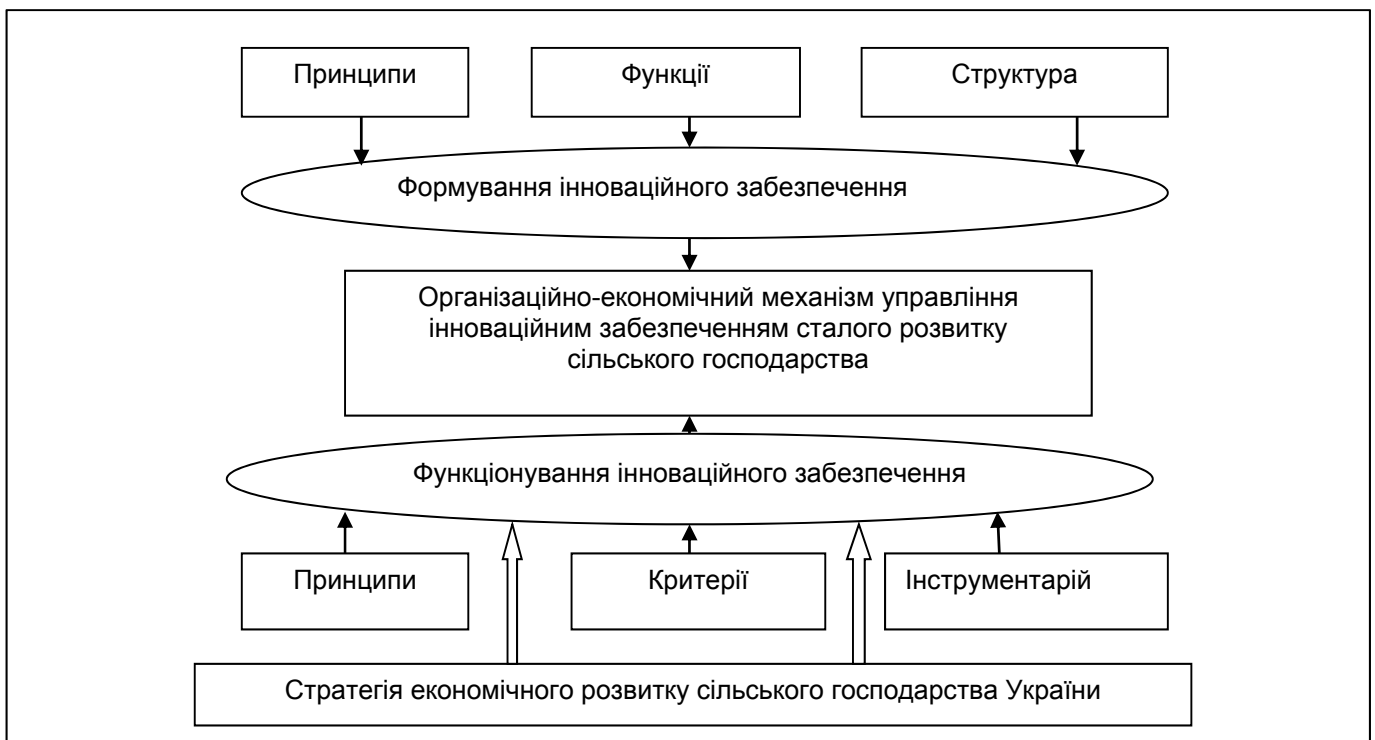 Принципи
Функції
Структура
Формування інноваційного забезпечення
Організаційно-економічний механізм управління
інноваційним забезпеченням сталого розвитку
сільського господарства
Функціонування інноваційного забезпечення
Принципи
Критерії
Інструментарій
Стратегія економічного розвитку сільського господарства України